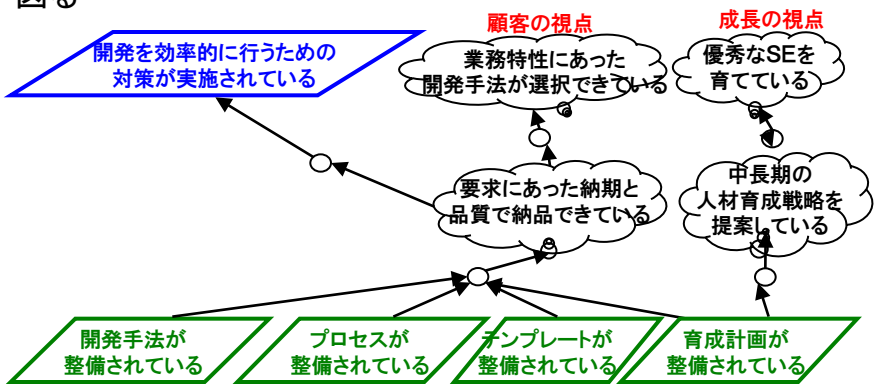 図る
顧客の視点
成長の視点
開発を効率的に行うための
対策が実施されている
業務特性にあった
開発手法が選択できている
優秀なSEを
育てている
要求にあった納期と
品質で納品できている
中長期の
人材育成戦略を
提案している
開発手法が
整備されている
プロセスが
整備されている
テンプレートが
整備されている
育成計画が
整備されている